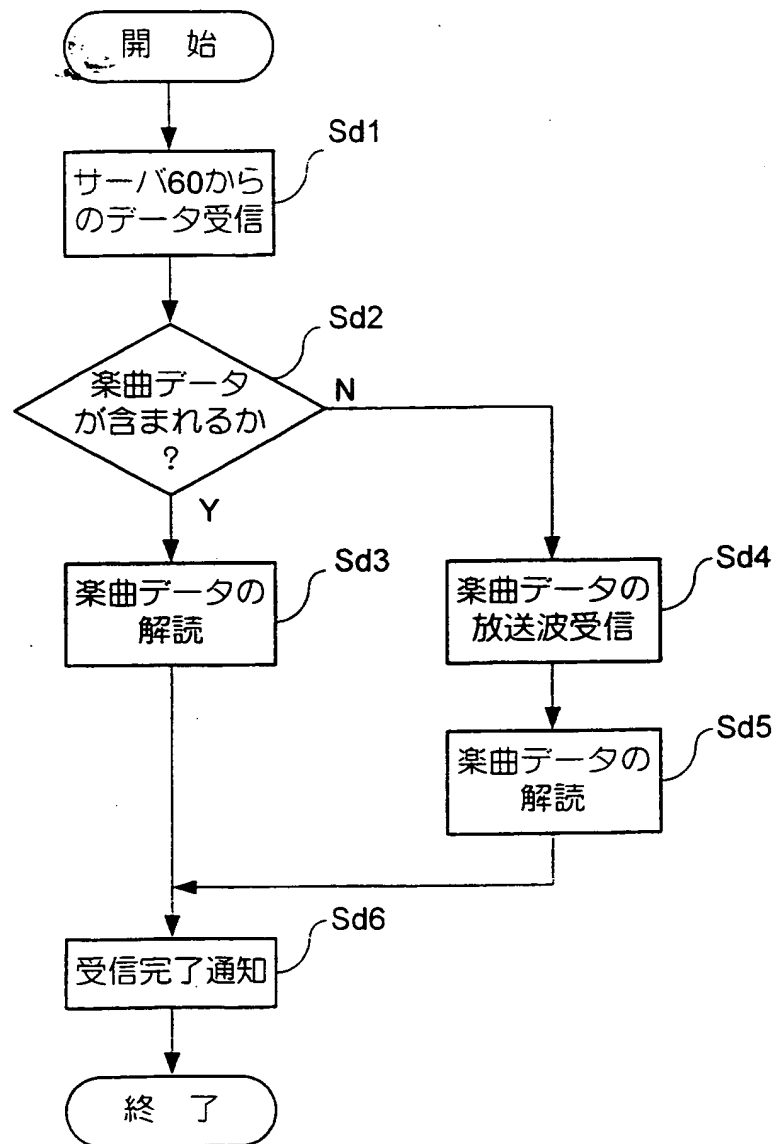 開 始
Sd1
サーバ60から
のデータ受信
Sd2
楽曲データ
が含まれるか
?
N
Y
Sd3
楽曲データの
解読
Sd4
楽曲データの
放送波受信
Sd5
楽曲データの
解読
Sd6
受信完了通知
終 了